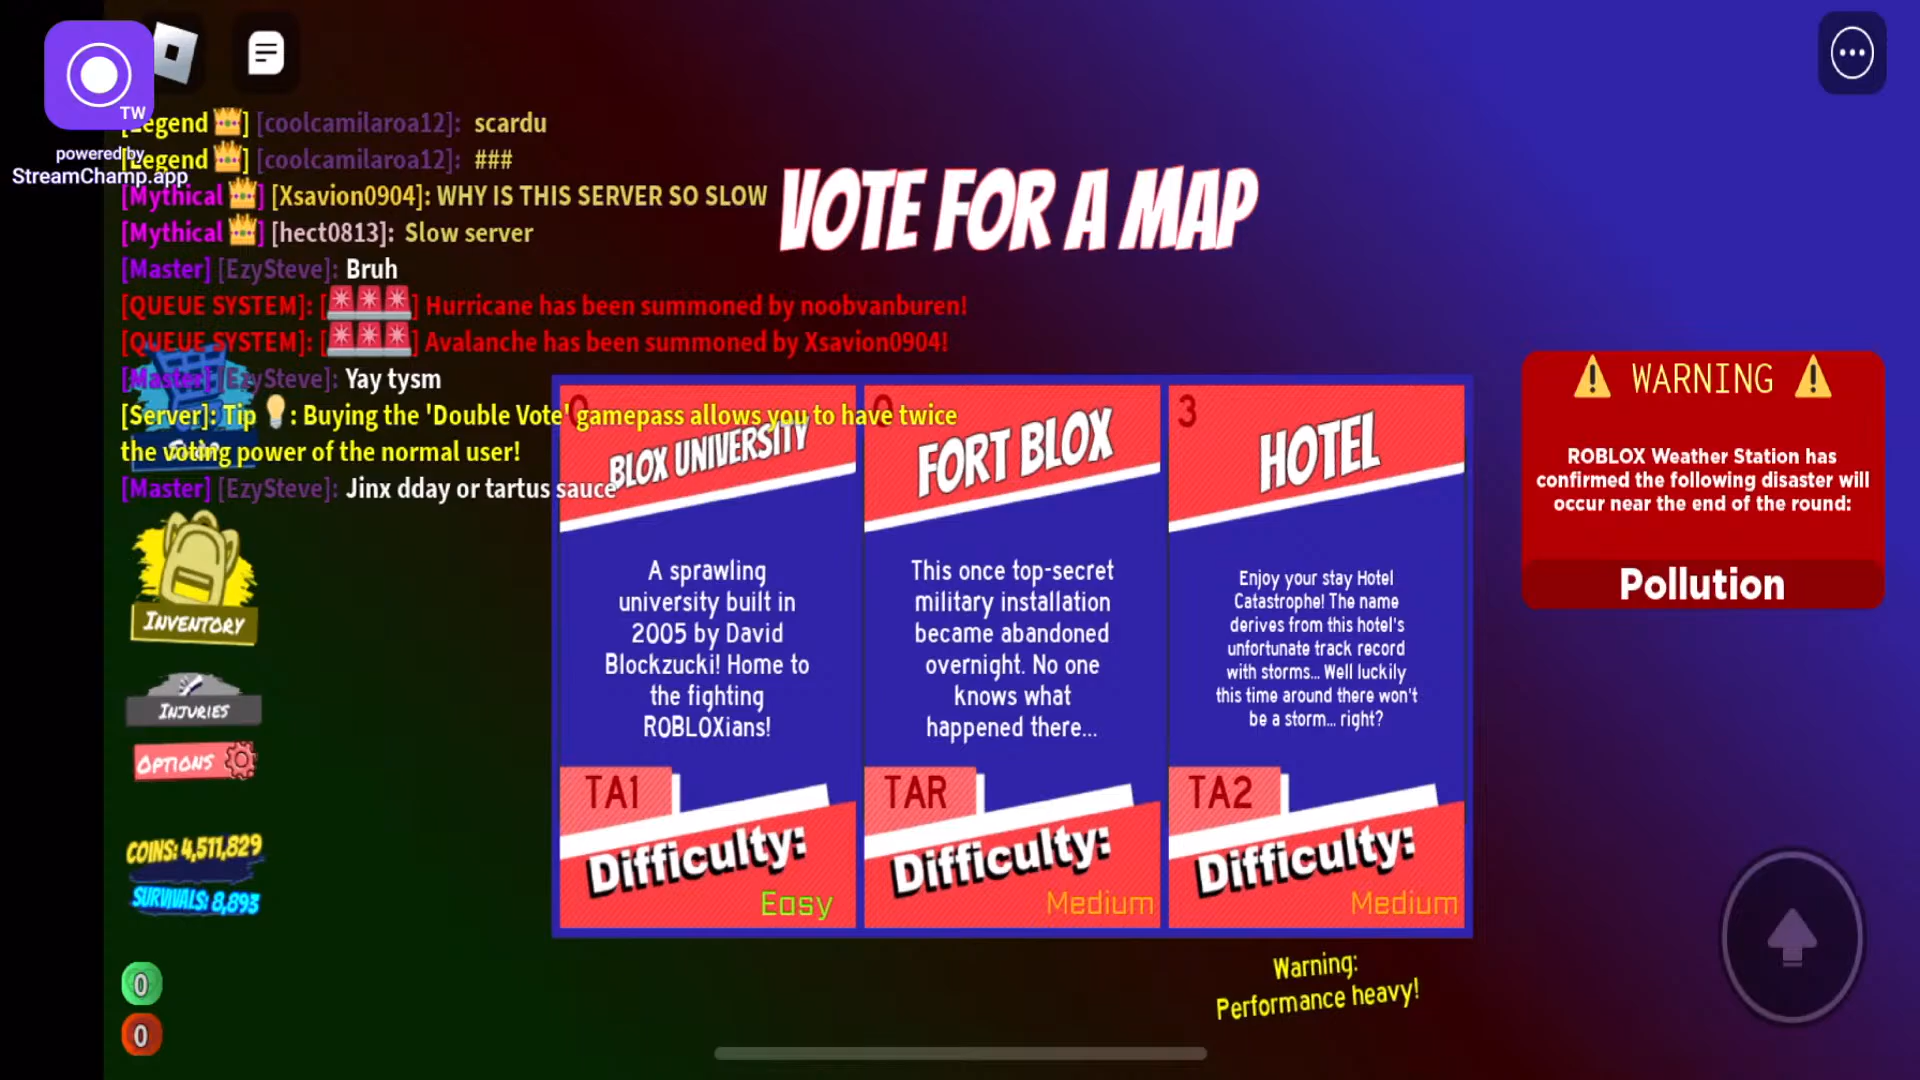 TW
powered by
StreamChamp.app
[Legend 👑] [coolcamilaroa12]: scardu
[Legend 👑] [coolcamilaroa12]: ###
[Mythical 👑] [Xsavion0904]: WHY IS THIS SERVER SO SLOW
[Mythical 👑] [hect0813]: Slow server
[Master] [EzySteve]: Bruh
[QUEUE SYSTEM]: [🚨🚨🚨] Hurricane has been summoned by noobvanburen!
[QUEUE SYSTEM]: [🚨🚨🚨] Avalanche has been summoned by Xsavion0904!
[Master] [EzySteve]: Yay tysm
[Server]: Tip 💡: Buying the 'Double Vote' gamepass allows you to have twice
the voting power of the normal user!
[Master] [EzySteve]: Jinx dday or tartus sauce
INVENTORY
INJURIES
OPTIONS
COINS: 4,511,829
SURVIVALS: 8,893
0
0
VOTE FOR A MAP
0
BLOX UNIVERSITY
A sprawling
university built in
2005 by David
Blockzucki! Home to
the fighting
ROBLOXians!
TA1
Difficulty:
Easy
0
FORT BLOX
This once top-secret
military installation
became abandoned
overnight. No one
knows what
happened there...
TAR
Difficulty:
Medium
3
HOTEL
Enjoy your stay Hotel
Catastrophe! The name
derives from this hotel's
unfortunate track record
with storms... Well luckily
this time around there won't
be a storm... right?
TA2
Difficulty:
Medium
Warning:
Performance heavy!
⚠️ WARNING ⚠️
ROBLOX Weather Station has
confirmed the following disaster will
occur near the end of the round:
Pollution